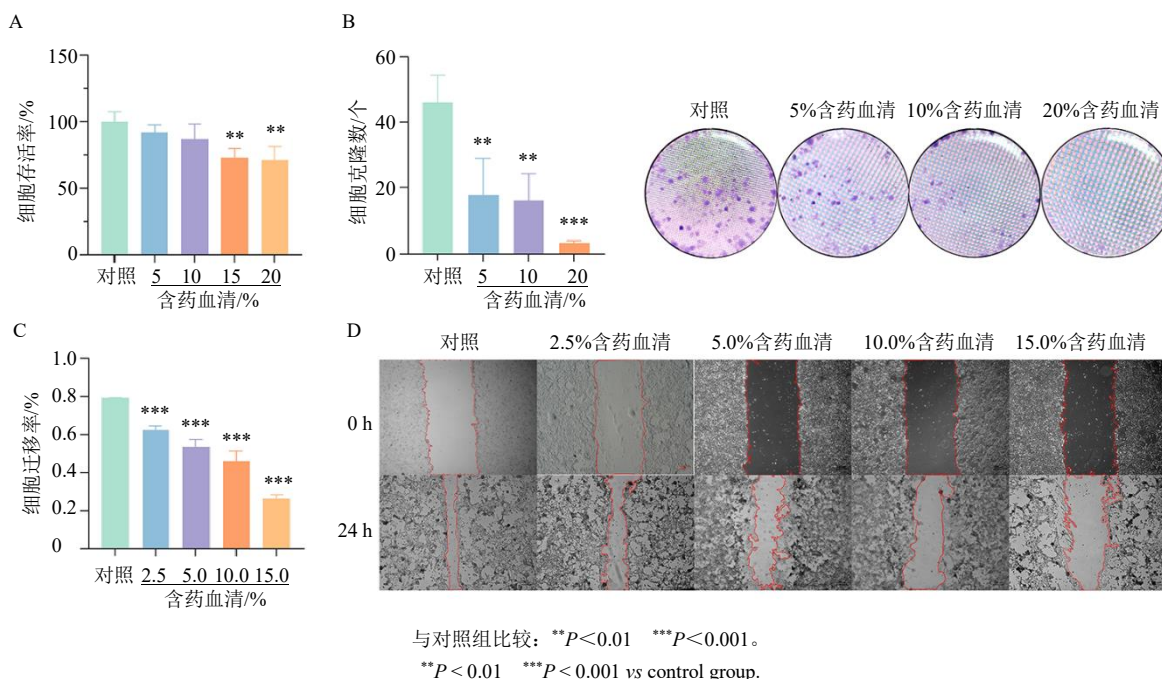 A
细胞存活率/%
150
100
50
0
** **
对照 5 10 15 20
含药血清/%
B
细胞克隆数/个
60
40
20
0
** ** ***
对照 5 10 20
含药血清/%
对照 5%含药血清 10%含药血清 20%含药血清
C
细胞迁移率/%
1.0
0.8
0.6
0.4
0.2
0
*** *** *** ***
对照 2.5 5.0 10.0 15.0
含药血清/%
D
对照 2.5%含药血清 5.0%含药血清 10.0%含药血清 15.0%含药血清
0 h
24 h
与对照组比较：**P＜0.01 ***P＜0.001。
**P < 0.01 ***P < 0.001 vs control group.